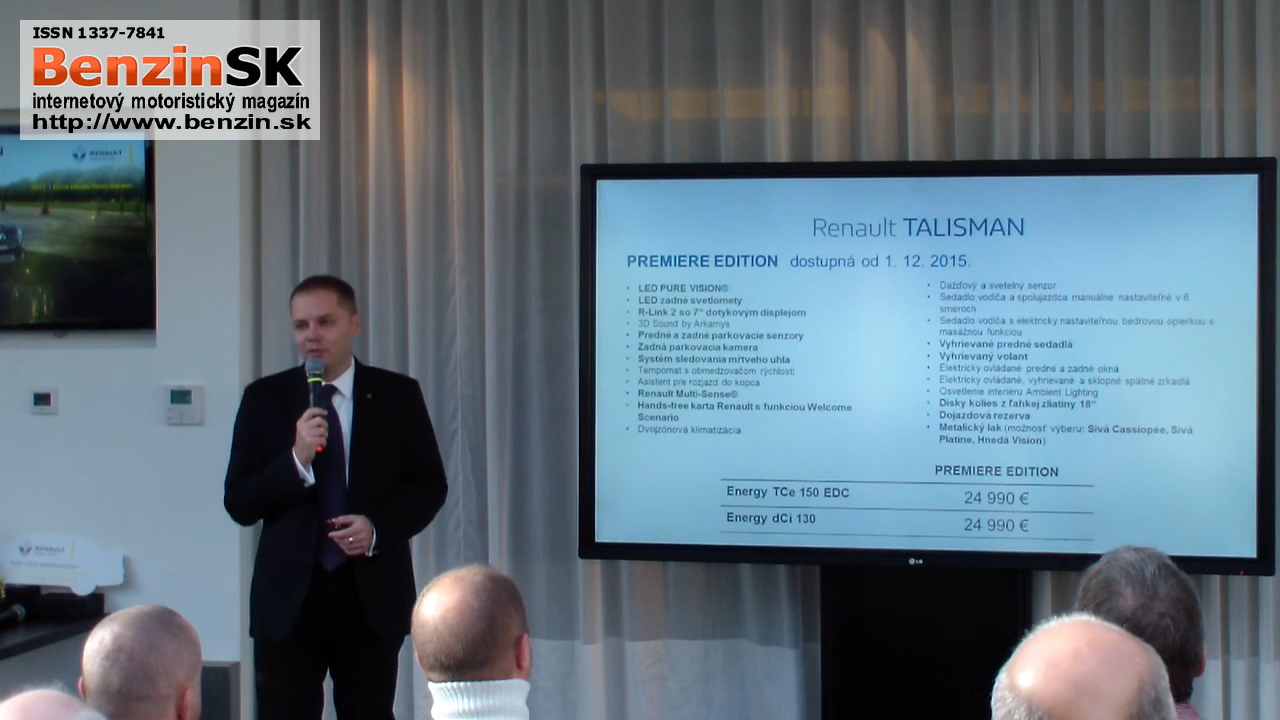 ISSN 1337-7841
BenzinSK
internetový motoristický magazín
http://www.benzin.sk
RENAULT
Renault TALISMAN
PREMIERE EDITION dostupná od 1. 12. 2015.
• LED PURE VISION®
• LED zadné svetlomety
• R-Link 2 so 7" dotykovým displejom
• 3D Sound by Arkamys
• Predné a zadné parkovacie senzory
• Zadná parkovacia kamera
• Systém sledovania mŕtveho uhla
• Tempomat s obmedzovačom rýchlosti
• Asistent pre rozjazd do kopca
• Renault Multi-Sense®
• Hands-free karta Renault s funkciou Welcome
Scenario
• Dvojzónová klimatizácia
• Dažďový a svetelný senzor
• Sedadlo vodiča a spolujazdca manuálne nastaviteľné v 6
smeroch
• Sedadlo vodiča s elektricky nastaviteľnou bedrovou opierkou s
masážnou funkciou
• Vyhrievané predné sedadlá
• Vyhrievaný volant
• Elektricky ovládané predné a zadné okná
• Elektricky ovládané, vyhrievané a sklopné spätné zrkadlá
• Osvetlenie interiéru Ambient Lighting
• Disky kolies z ľahkej zliatiny 18"
• Dojazdová rezerva
• Metalický lak (možnosť výberu: Sivá Cassiopée, Sivá
Platine, Hnedá Vision)
PREMIERE EDITION
Energy TCe 150 EDC 24 990 €
Energy dCi 130 24 990 €
LG
RENAULT